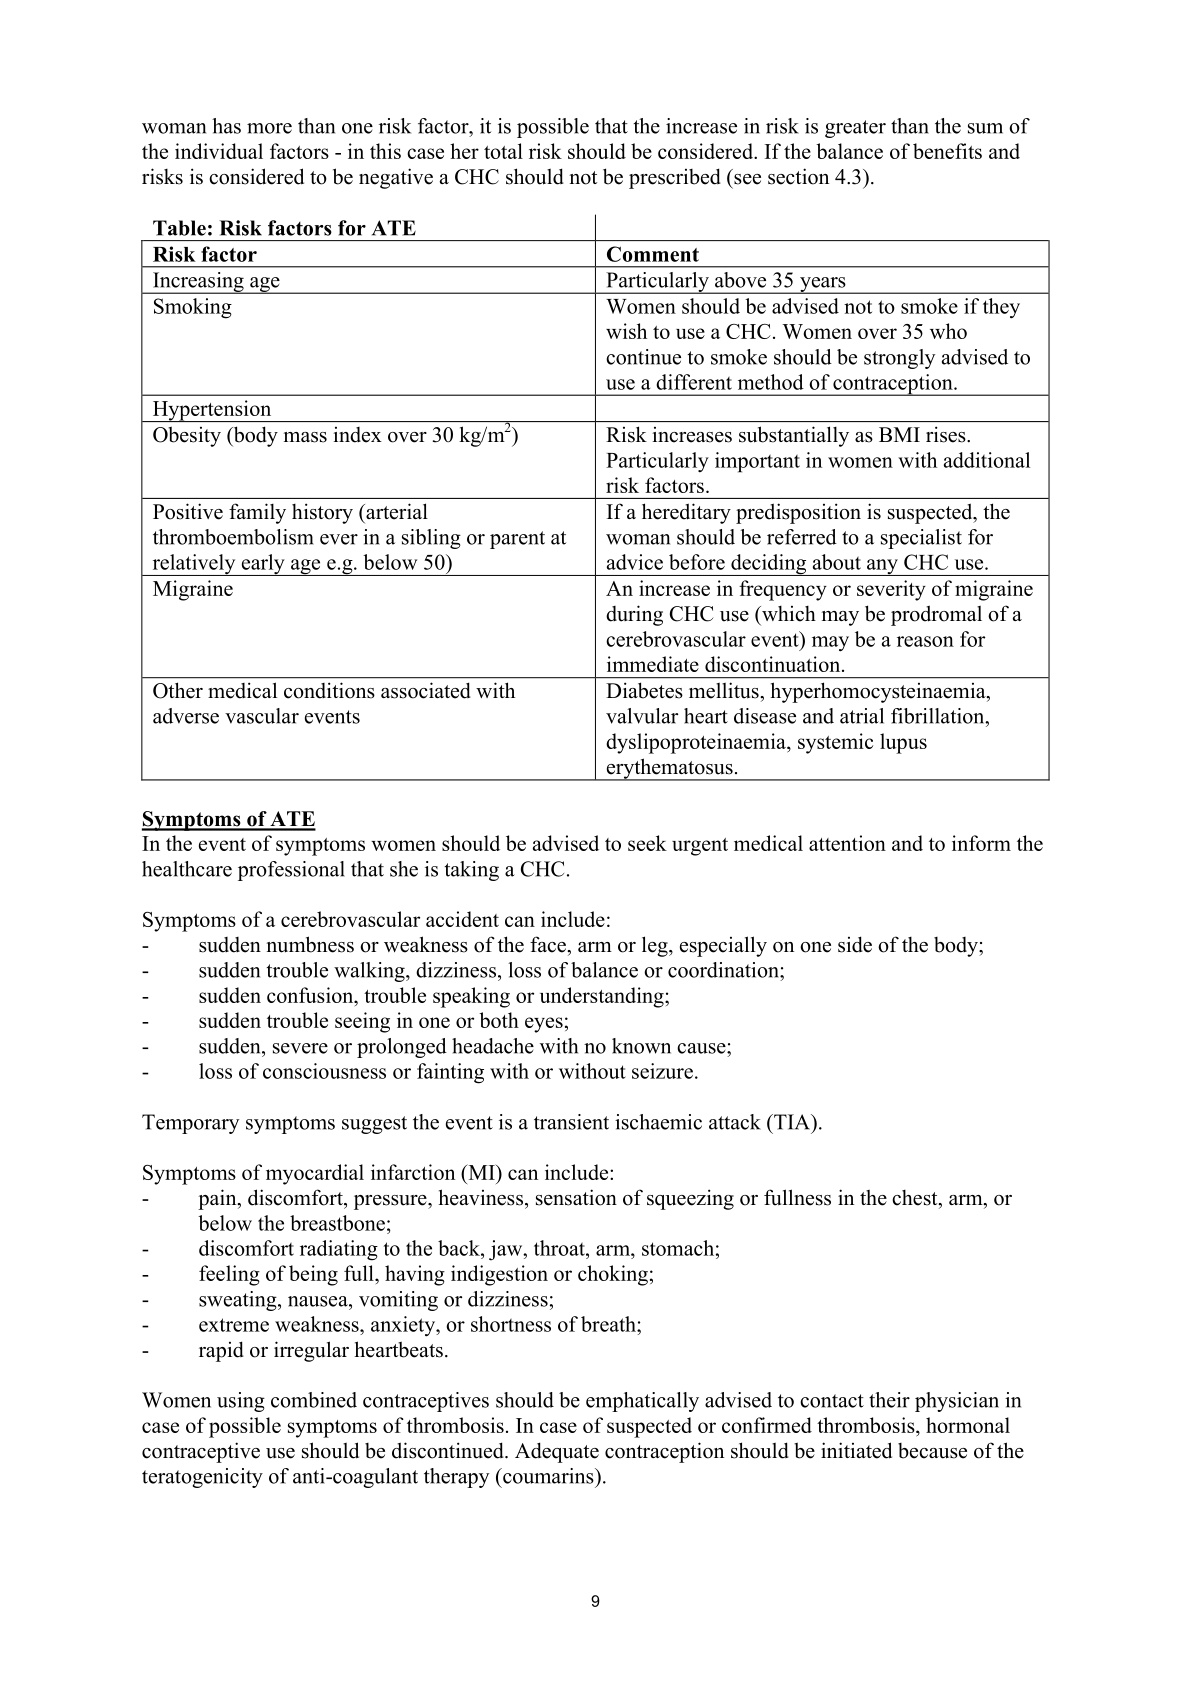 woman has more than one risk factor, it is possible that the increase in risk is greater than the sum of
the individual factors - in this case her total risk should be considered. If the balance of benefits and
risks is considered to be negative a CHC should not be prescribed (see section 4.3).
Table: Risk factors for ATE
Risk factor Comment
Increasing age Particularly above 35 years
Smoking Women should be advised not to smoke if they
wish to use a CHC. Women over 35 who
continue to smoke should be strongly advised to
use a different method of contraception.
Hypertension
Obesity (body mass index over 30 kg/m²) Risk increases substantially as BMI rises.
Particularly important in women with additional
risk factors.
Positive family history (arterial If a hereditary predisposition is suspected, the
thromboembolism ever in a sibling or parent at woman should be referred to a specialist for
relatively early age e.g. below 50) advice before deciding about any CHC use.
Migraine An increase in frequency or severity of migraine
during CHC use (which may be prodromal of a
cerebrovascular event) may be a reason for
immediate discontinuation.
Other medical conditions associated with Diabetes mellitus, hyperhomocysteinaemia,
adverse vascular events valvular heart disease and atrial fibrillation,
dyslipoproteinaemia, systemic lupus
erythematosus.
Symptoms of ATE
In the event of symptoms women should be advised to seek urgent medical attention and to inform the
healthcare professional that she is taking a CHC.
Symptoms of a cerebrovascular accident can include:
- sudden numbness or weakness of the face, arm or leg, especially on one side of the body;
- sudden trouble walking, dizziness, loss of balance or coordination;
- sudden confusion, trouble speaking or understanding;
- sudden trouble seeing in one or both eyes;
- sudden, severe or prolonged headache with no known cause;
- loss of consciousness or fainting with or without seizure.
Temporary symptoms suggest the event is a transient ischaemic attack (TIA).
Symptoms of myocardial infarction (MI) can include:
- pain, discomfort, pressure, heaviness, sensation of squeezing or fullness in the chest, arm, or
below the breastbone;
- discomfort radiating to the back, jaw, throat, arm, stomach;
- feeling of being full, having indigestion or choking;
- sweating, nausea, vomiting or dizziness;
- extreme weakness, anxiety, or shortness of breath;
- rapid or irregular heartbeats.
Women using combined contraceptives should be emphatically advised to contact their physician in
case of possible symptoms of thrombosis. In case of suspected or confirmed thrombosis, hormonal
contraceptive use should be discontinued. Adequate contraception should be initiated because of the
teratogenicity of anti-coagulant therapy (coumarins).
9